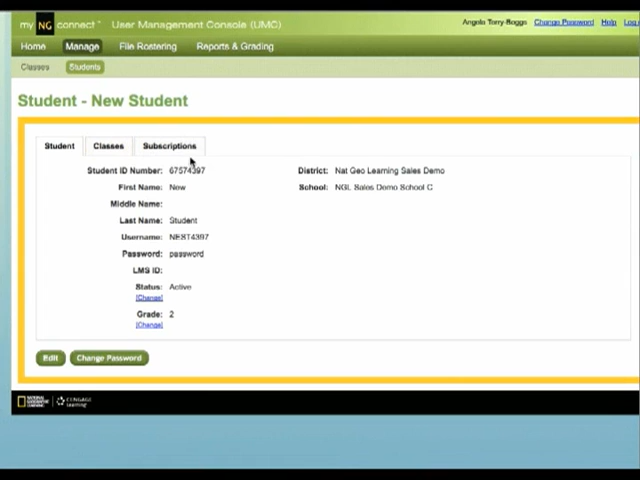 my NG connect User Management Console (UMC) Angela Terry-Boggs Change Password Help Log
Home Manage File Rostering Reports & Grading
Classes Students
Student - New Student
Student Classes Subscriptions
Student ID Number: 67574397 District: Nat Geo Learning Sales Demo
First Name: New School: NGL Sales Demo School C
Middle Name:
Last Name: Student
Username: NEST4397
Password: password
LMS ID:
Status: Active
[Change]
Grade: 2
[Change]
Edit Change Password
NATIONAL GEOGRAPHIC LEARNING CENGAGE Learning